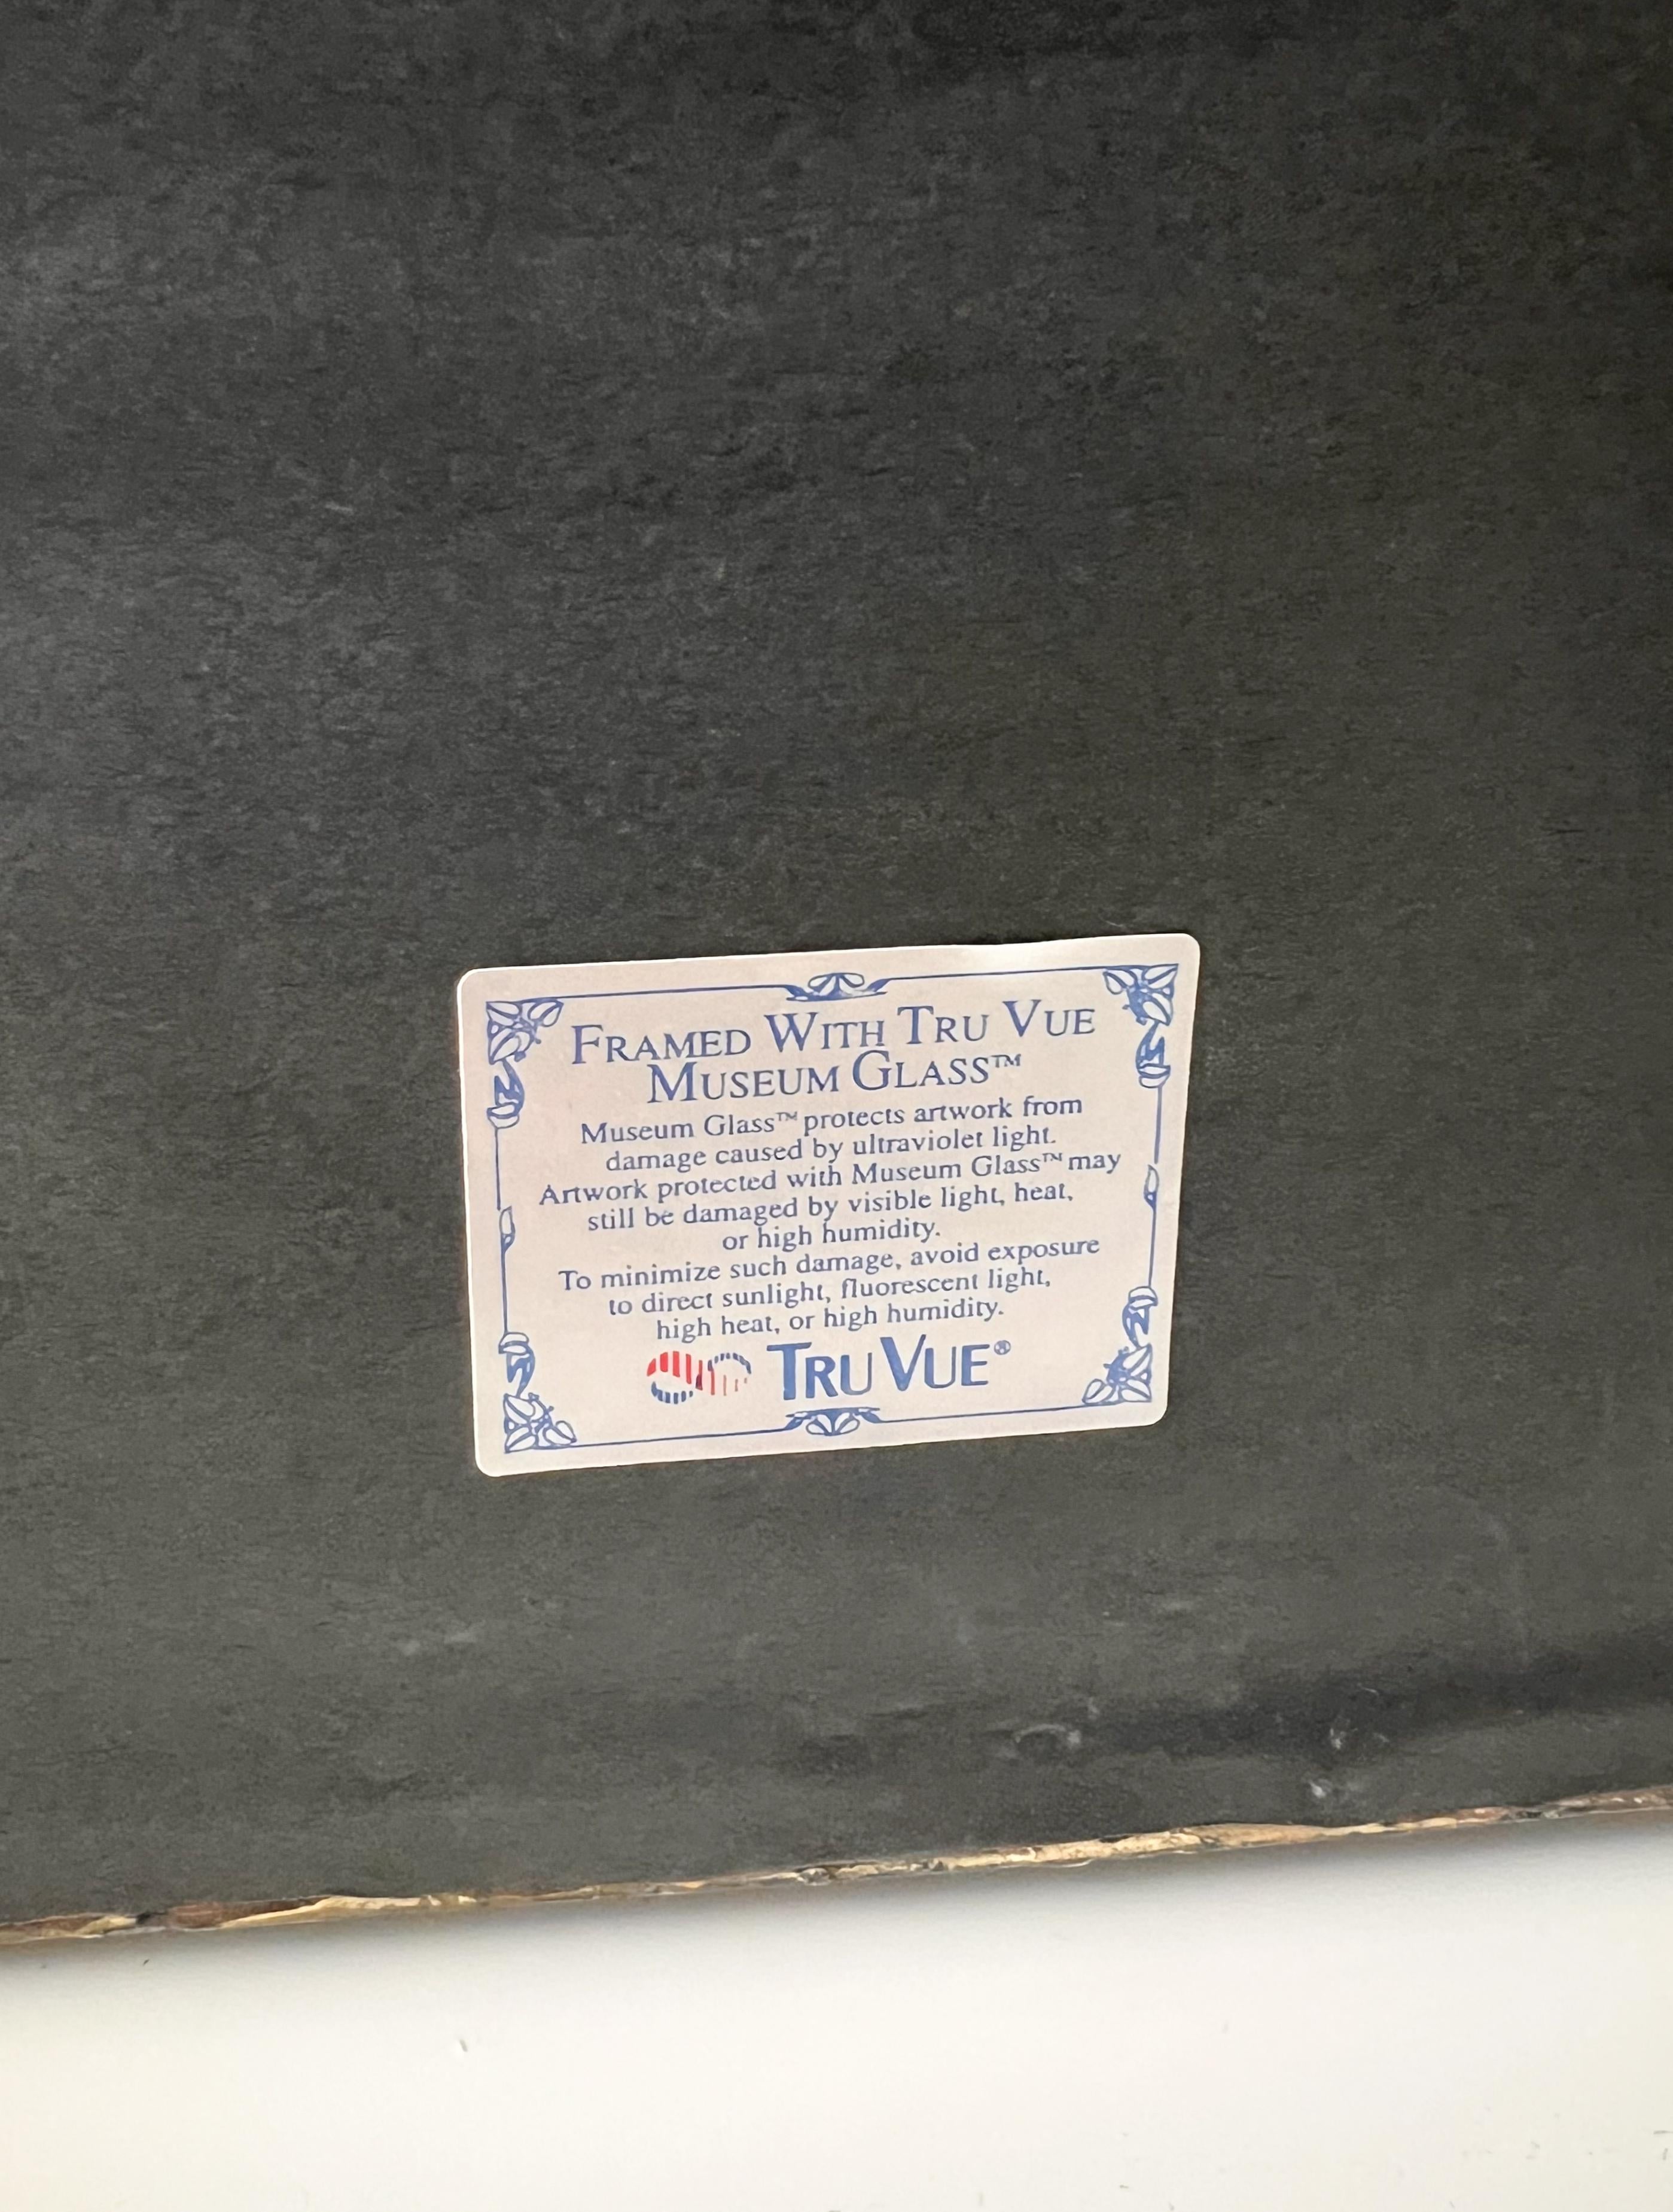 FRAMED WITH TRU VUE
MUSEUM GLASS™
Museum Glass™ protects artwork from
damage caused by ultraviolet light.
Artwork protected with Museum Glass™ may
still be damaged by visible light, heat,
or high humidity.
To minimize such damage, avoid exposure
to direct sunlight, fluorescent light,
high heat, or high humidity.
TRU VUE®